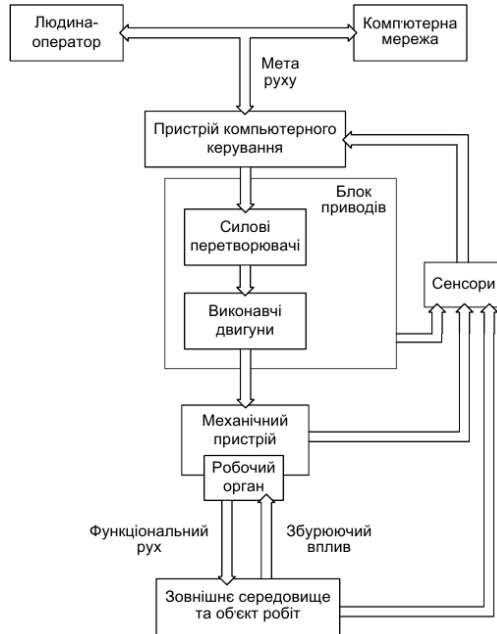 Людина-
оператор
Комп'ютерна
мережа
Мета
руху
Пристрій компьютерного
керування
Блок
приводів
Силові
перетворювачі
Сенсори
Виконавчі
двигуни
Механічний
пристрій
Робочий
орган
Функціональний
рух
Збурюючий
вплив
Зовнішнє середовище
та об'єкт робіт